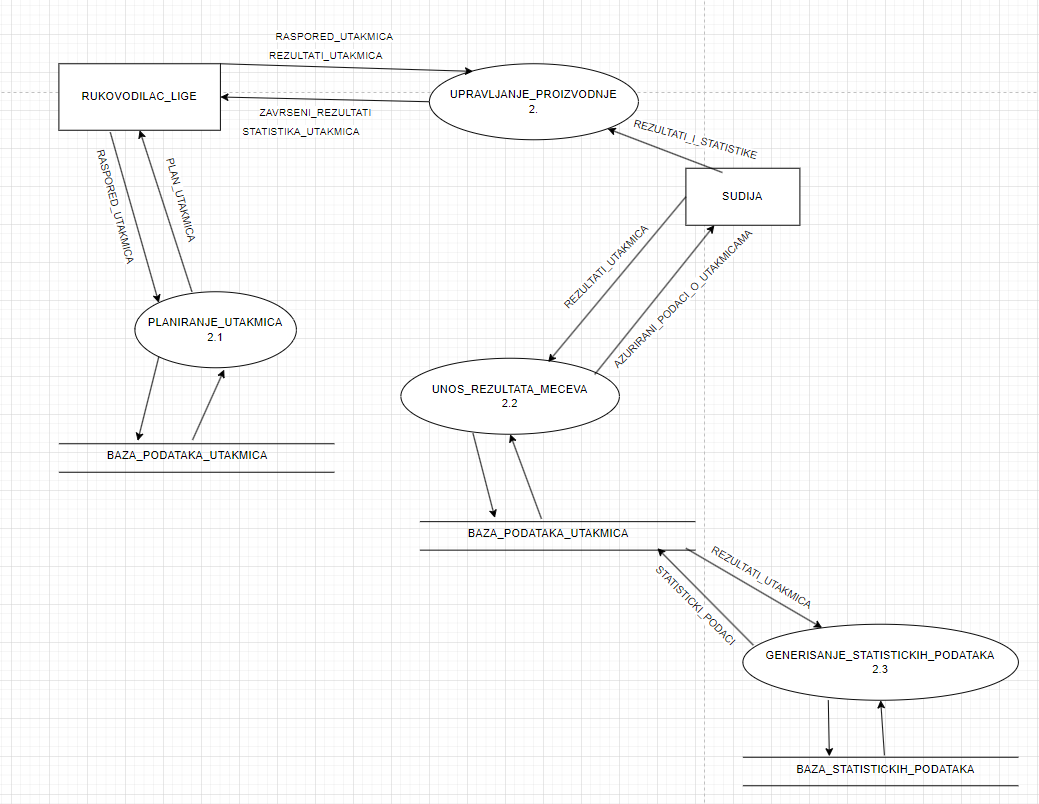 RASPORED_UTAKMICA
REZULTATI_UTAKMICA
RUKOVODILAC_LIGE
UPRAVLJANJE_PROIZVODNJE
2.
ZAVRSENI_REZULTATI
STATISTIKA_UTAKMICA
REZULTATI_I_STATISTIKE
SUDIJA
RASPORED_UTAKMICA
PLAN_UTAKMICA
REZULTATI_UTAKMICA
AZURIRANI_PODACI_O_UTAKMICAMA
PLANIRANJE_UTAKMICA
2.1
UNOS_REZULTATA_MECEVA
2.2
BAZA_PODATAKA_UTAKMICA
BAZA_PODATAKA_UTAKMICA
REZULTATI_UTAKMICA
STATISTICKI_PODACI
GENERISANJE_STATISTICKIH_PODATAKA
2.3
BAZA_STATISTICKIH_PODATAKA